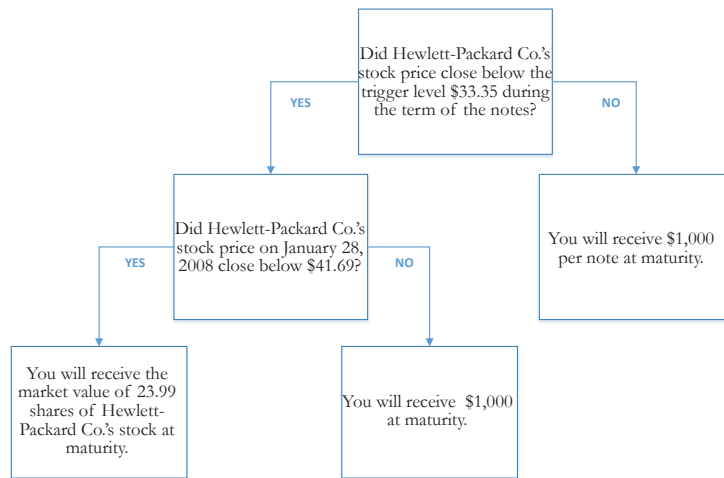 Did Hewlett-Packard Co.'s
stock price close below the
trigger level $33.35 during
the term of the notes?
YES
NO
Did Hewlett-Packard Co.'s
stock price on January 28,
2008 close below $41.69?
You will receive $1,000
per note at maturity.
YES
NO
You will receive the
market value of 23.99
shares of Hewlett-
Packard Co.'s stock at
maturity.
You will receive $1,000
at maturity.